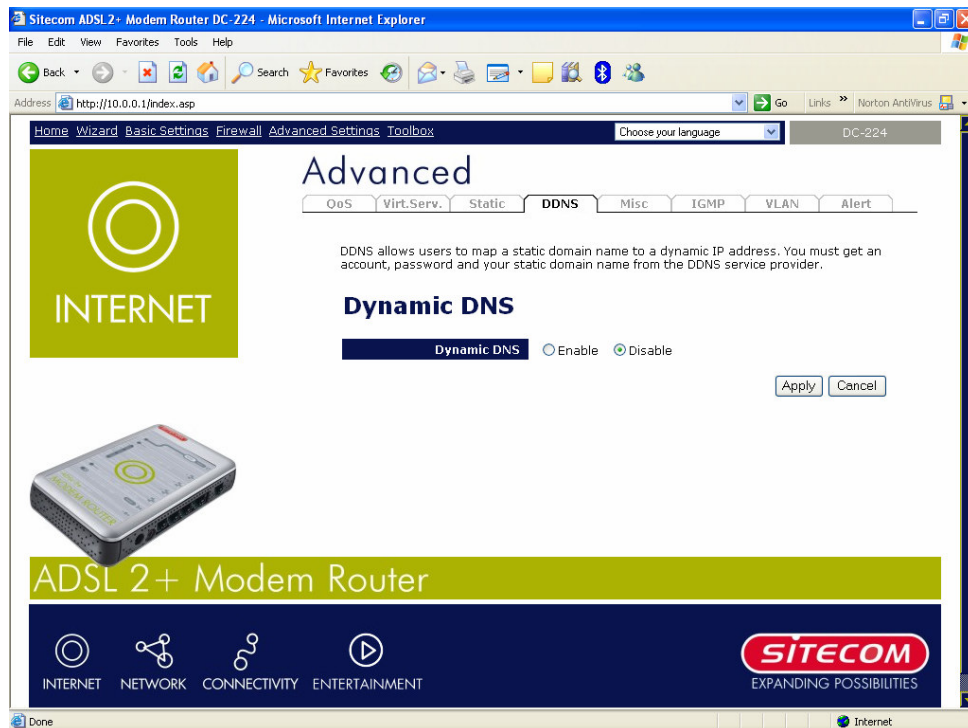 Sitecom ADSL2+ Modem Router DC-224 - Microsoft Internet Explorer
File Edit View Favorites Tools Help
Back Search Favorites
Address http://10.0.0.1/index.asp Go Links » Norton AntiVirus
Home Wizard Basic Settings Firewall Advanced Settings Toolbox Choose your language DC-224
Advanced
QoS Virt.Serv. Static DDNS Misc IGMP VLAN Alert
DDNS allows users to map a static domain name to a dynamic IP address. You must get an
account, password and your static domain name from the DDNS service provider.
INTERNET
Dynamic DNS
Dynamic DNS Enable Disable
Apply Cancel
MODEM ROUTER
ADSL 2+ Modem Router
INTERNET NETWORK CONNECTIVITY ENTERTAINMENT
SITECOM
EXPANDING POSSIBILITIES
Done Internet